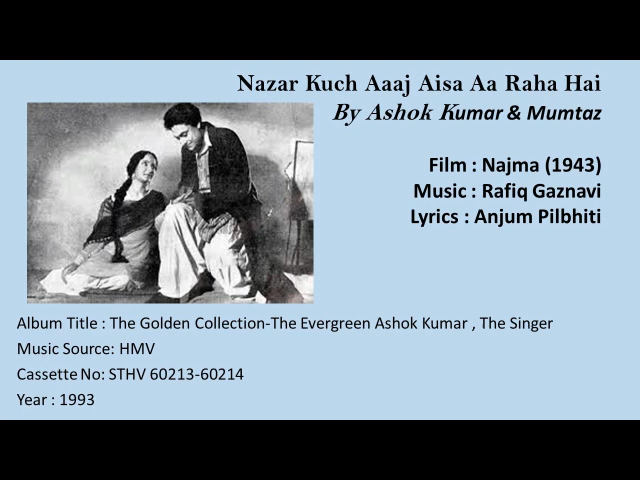 Nazar Kuch Aaaj Aisa Aa Raha Hai
By Ashok Kumar & Mumtaz
Film : Najma (1943)
Music : Rafiq Gaznavi
Lyrics : Anjum Pilbhiti
Album Title : The Golden Collection-The Evergreen Ashok Kumar , The Singer
Music Source: HMV
Cassette No: STHV 60213-60214
Year : 1993